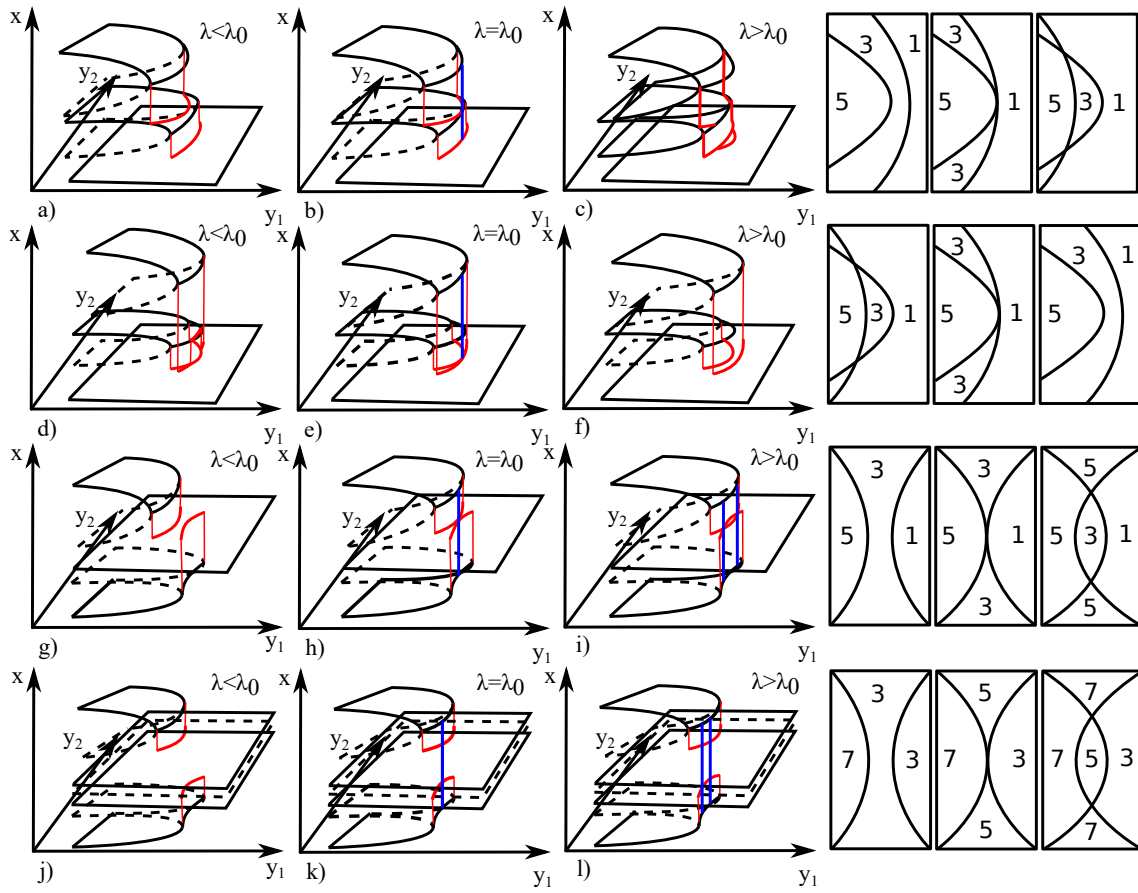 x λ<λ₀ y₂ a) y₁
x λ=λ₀ b) y₁
x λ>λ₀ c) y₁
3 1 5
3 5 1 3
5 3 1
x λ<λ₀ y₂ d) y₁
x λ=λ₀ y₂ e) y₁
x λ>λ₀ y₂ f) y₁
5 3 1
3 5 1 3
3 1 5
x λ<λ₀ y₂ g) y₁
x λ=λ₀ y₂ h) y₁
x λ>λ₀ y₂ i) y₁
3 5 1
3 5 1 3
5 5 3 1 5
x λ<λ₀ y₂ j) y₁
x λ=λ₀ y₂ k) y₁
x λ>λ₀ y₂ l) y₁
3 7 3
5 7 3 5
7 7 5 3 7